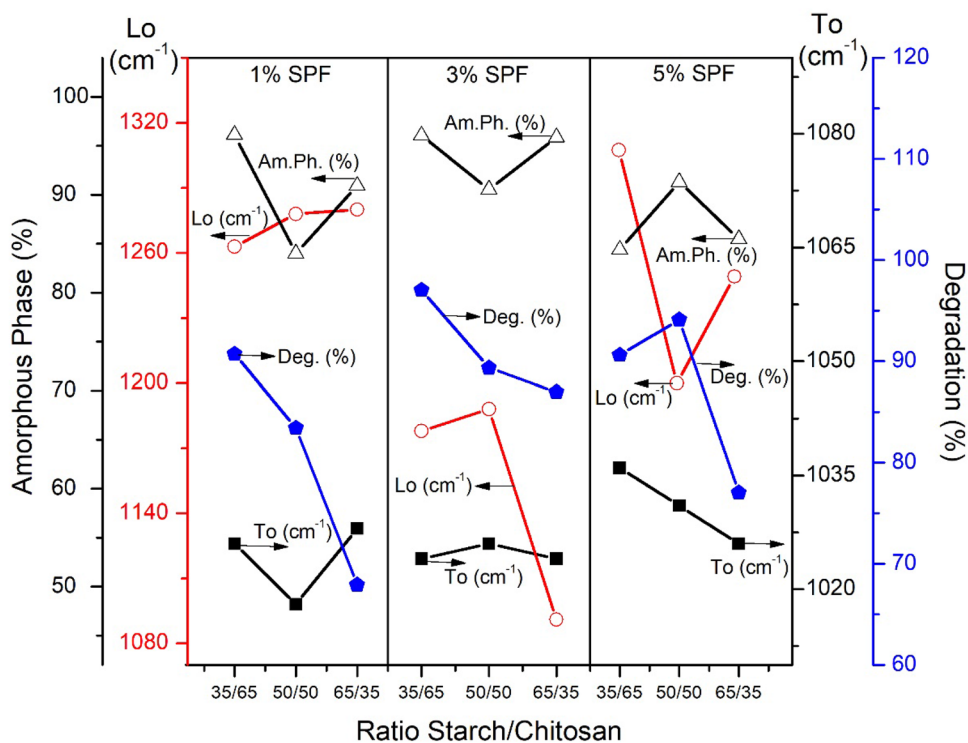 Lo
(cm-1)
To
(cm-1)
1% SPF
3% SPF
5% SPF
100
90
80
70
60
50
Amorphous Phase (%)
1320
1260
1200
1140
1080
1080
1065
1050
1035
1020
120
110
100
90
80
70
60
Degradation (%)
Am.Ph. (%)
Lo (cm-1)
Deg. (%)
To (cm-1)
Am.Ph. (%)
Deg. (%)
Lo (cm-1)
To (cm-1)
Am.Ph. (%)
Deg. (%)
Lo (cm-1)
To (cm-1)
35/65 50/50 65/35
35/65 50/50 65/35
35/65 50/50 65/35
Ratio Starch/Chitosan